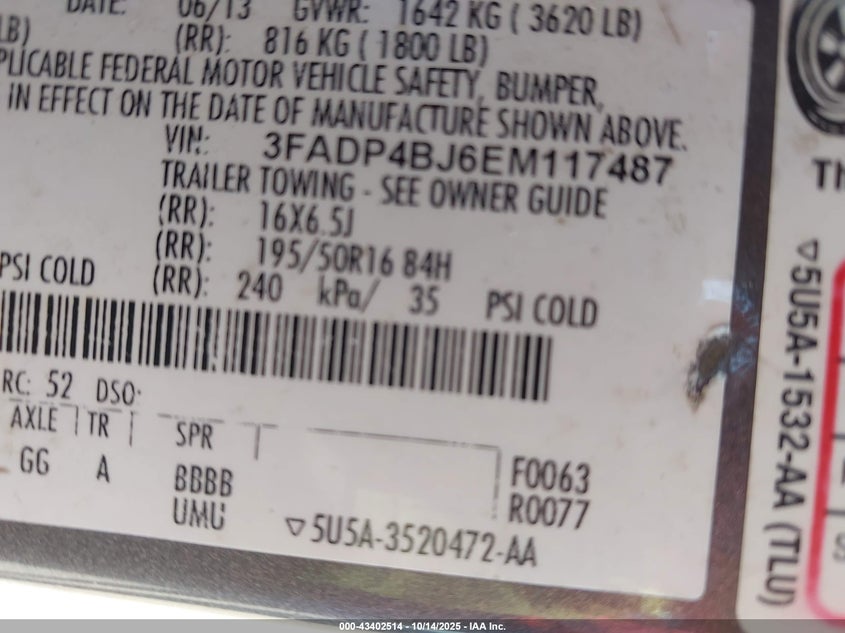 DATE: 06/13 GVWR: 1642 KG ( 3620 LB)
LB) (RR): 816 KG ( 1800 LB)
PLICABLE FEDERAL MOTOR VEHICLE SAFETY, BUMPER,
IN EFFECT ON THE DATE OF MANUFACTURE SHOWN ABOVE.
VIN: 3FADP4BJ6EM117487
TRAILER TOWING - SEE OWNER GUIDE
(RR): 16X6.5J
(RR): 195/50R16 84H
PSI COLD (RR): 240 kPa/ 35 PSI COLD
RC: 52 DSO:
AXLE TR SPR
GG A BBBB F0063
UMU R0077
5U5A-3520472-AA
TH
5U5A-1532-AA (TLU)
S
000-43402514 - 10/14/2025 - IAA Inc.